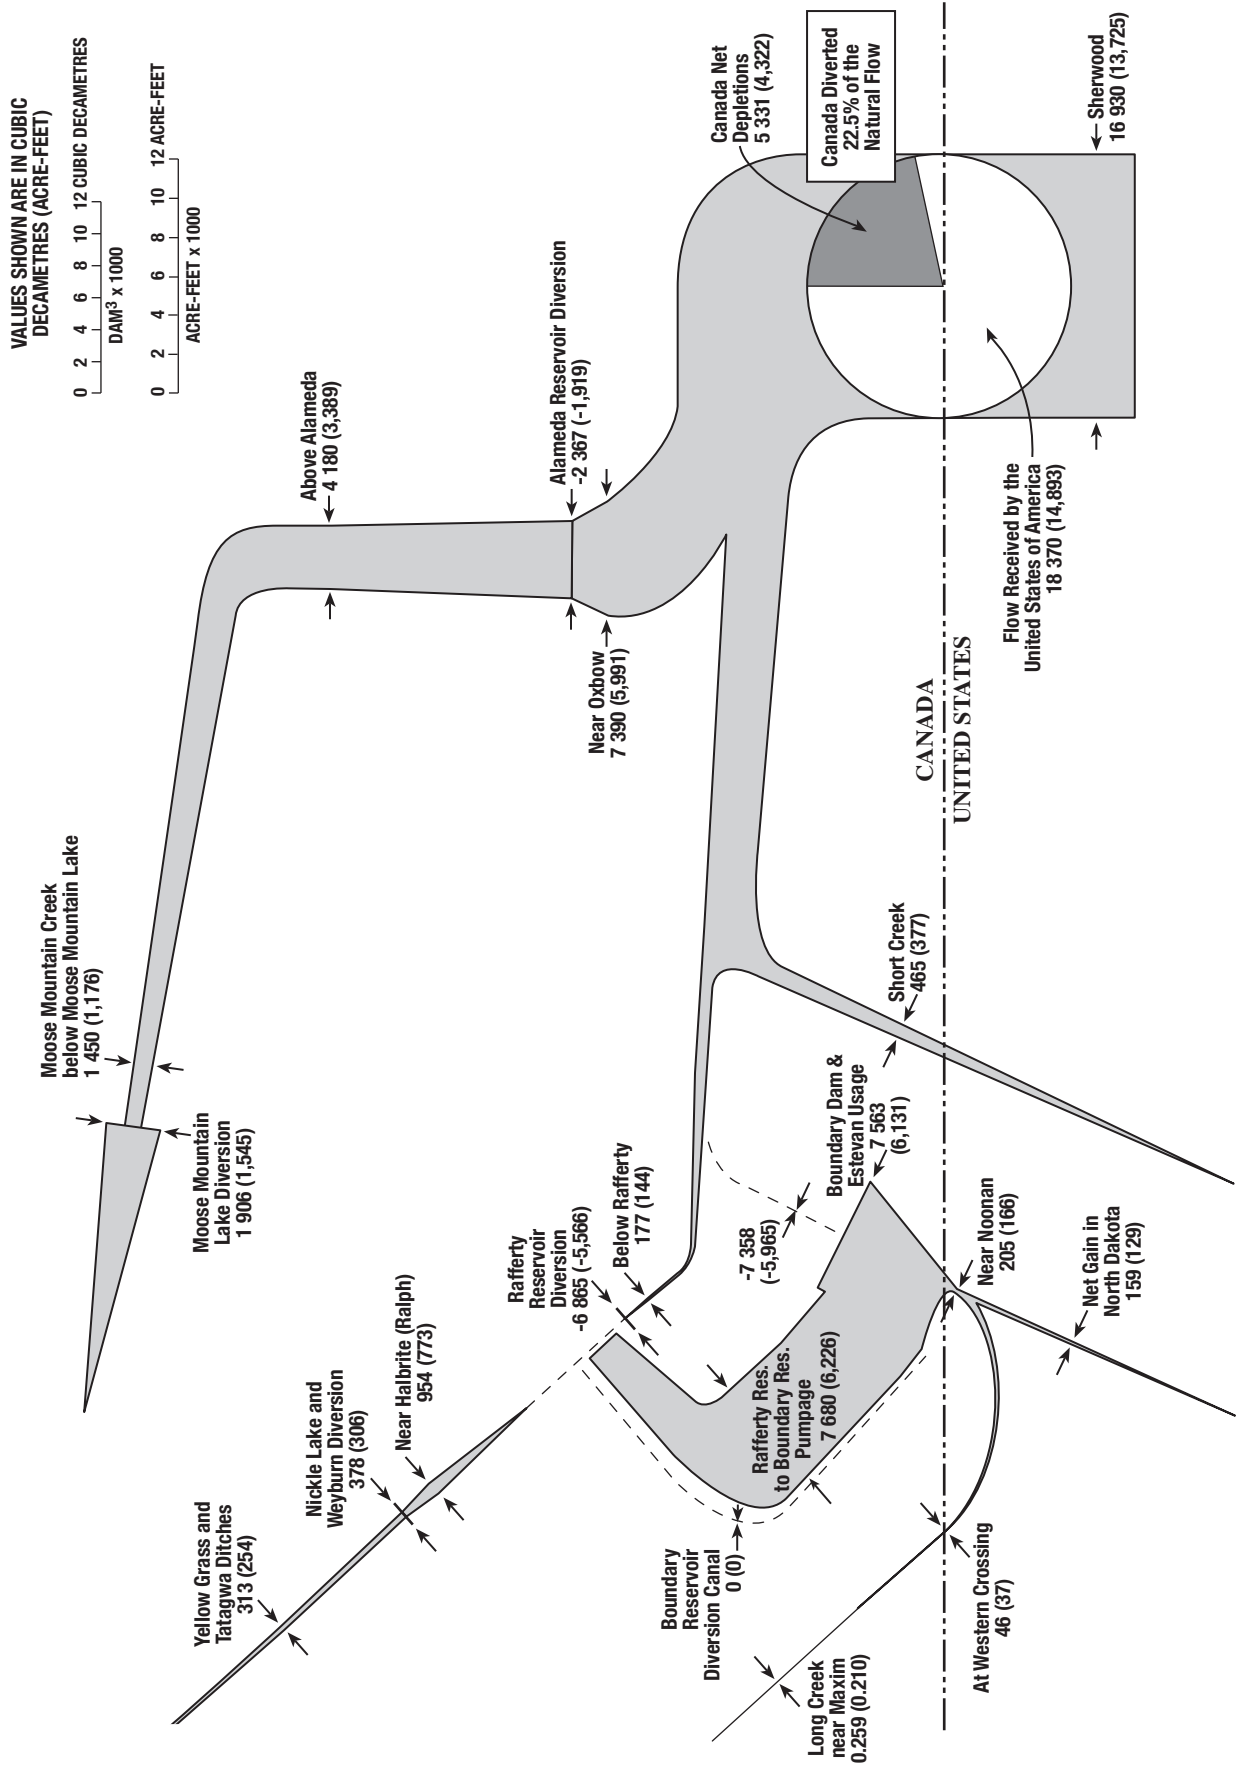 VALUES SHOWN ARE IN CUBIC
DECAMETRES (ACRE-FEET)
0 2 4 6 8 10 12 CUBIC DECAMETRES
DAM³ x 1000
0 2 4 6 8 10 12 ACRE-FEET
ACRE-FEET x 1000
Moose Mountain Creek
below Moose Mountain Lake
1 450 (1,176)
Moose Mountain
Lake Diversion
1 906 (1,545)
Above Alameda
4 180 (3,389)
Alameda Reservoir Diversion
-2 367 (-1,919)
Near Oxbow
7 390 (5,991)
Yellow Grass and
Tatagwa Ditches
313 (254)
Nickle Lake and
Weyburn Diversion
378 (306)
Near Halbrite (Ralph)
954 (773)
Rafferty
Reservoir
Diversion
-6 865 (-5,566)
Below Rafferty
177 (144)
Canada Net
Depletions
5 331 (4,322)
Canada Diverted
22.5% of the
Natural Flow
Boundary
Reservoir
Diversion Canal
0 (0)
Rafferty Res.
to Boundary Res.
Pumpage
7 680 (6,226)
-7 358
(-5,965)
Boundary Dam &
Estevan Usage
7 563
(6,131)
Short Creek
465 (377)
Long Creek
near Maxim
0.259 (0.210)
At Western Crossing
46 (37)
Near Noonan
205 (166)
Net Gain in
North Dakota
159 (129)
CANADA
UNITED STATES
Flow Received by the
United States of America
18 370 (14,893)
Sherwood
16 930 (13,725)